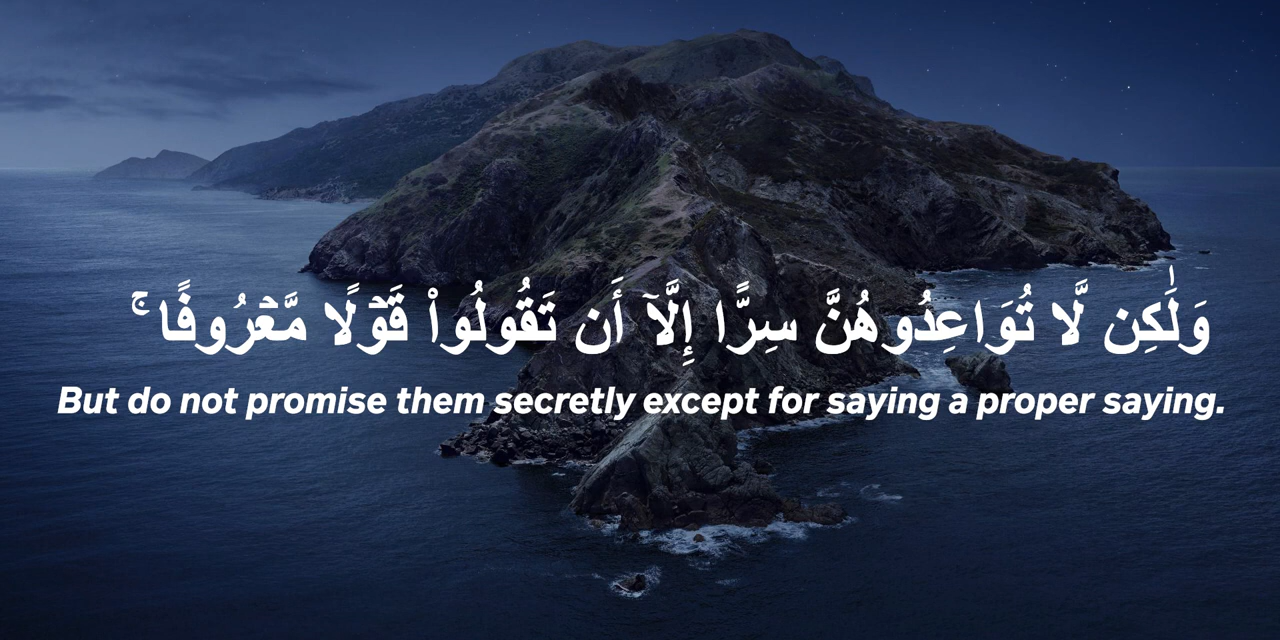 وَلَٰكِن لَّا تُوَاعِدُوهُنَّ سِرًّا إِلَّآ أَن تَقُولُوا۟ قَوْلًا مَّعْرُوفًا ۚ
But do not promise them secretly except for saying a proper saying.